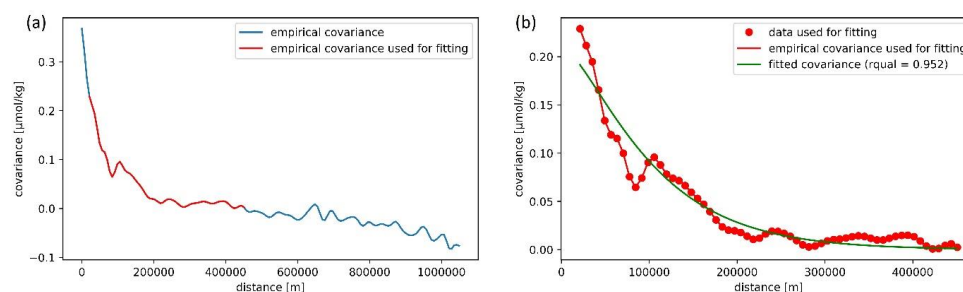 (a)
empirical covariance
empirical covariance used for fitting
covariance [μmol/kg]
0.3
0.2
0.1
0.0
−0.1
0 200000 400000 600000 800000 1000000
distance [m]
(b)
data used for fitting
empirical covariance used for fitting
fitted covariance (rqual = 0.952)
covariance [μmol/kg]
0.20
0.15
0.10
0.05
0.00
0 100000 200000 300000 400000
distance [m]